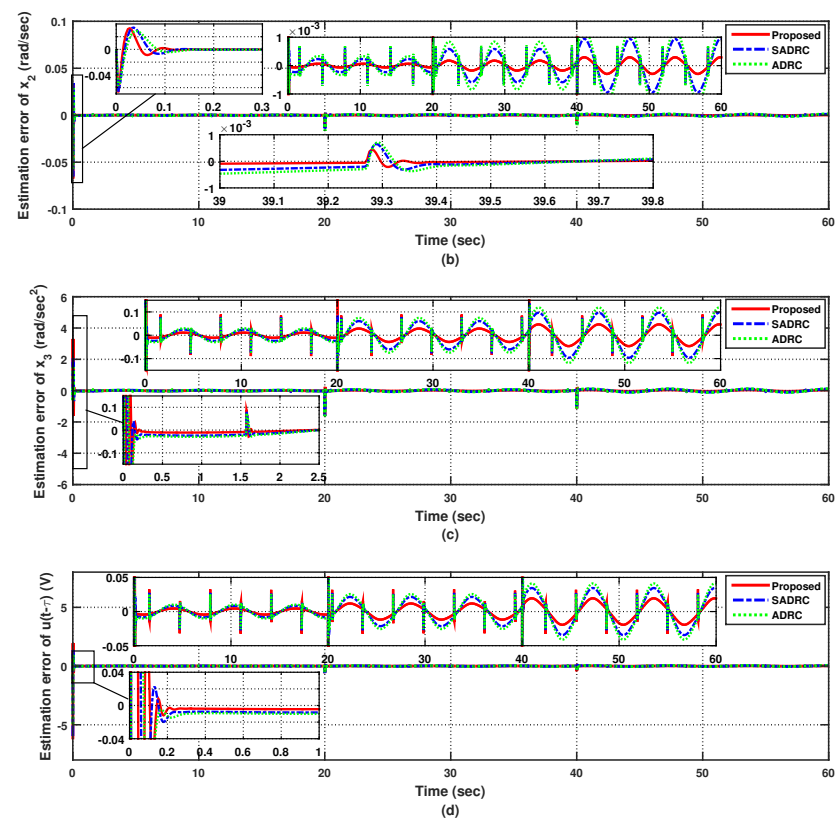 0.1
0.05
0
-0.05
-0.1
0 10 20 30 40 50 60
Estimation error of x2 (rad/sec)
Time (sec)
(b)
0
-0.04
0 0.1 0.2 0.3
×10-3
1
0
-1
0 10 20 30 40 50 60
×10-3
1
0
-1
39 39.1 39.2 39.3 39.4 39.5 39.6 39.7 39.8
Proposed
SADRC
ADRC
6
4
2
0
-2
-4
-6
0 10 20 30 40 50 60
Estimation error of x3 (rad/sec2)
Time (sec)
(c)
0.1
0
-0.1
0 10 20 30 40 50 60
0.1
0
-0.1
0 0.5 1 1.5 2 2.5
Proposed
SADRC
ADRC
5
0
-5
0 10 20 30 40 50 60
Estimation error of u(t-τ) (V)
Time (sec)
(d)
0.05
0
-0.05
0 10 20 30 40 50 60
0.04
0
-0.04
0 0.2 0.4 0.6 0.8 1
Proposed
SADRC
ADRC